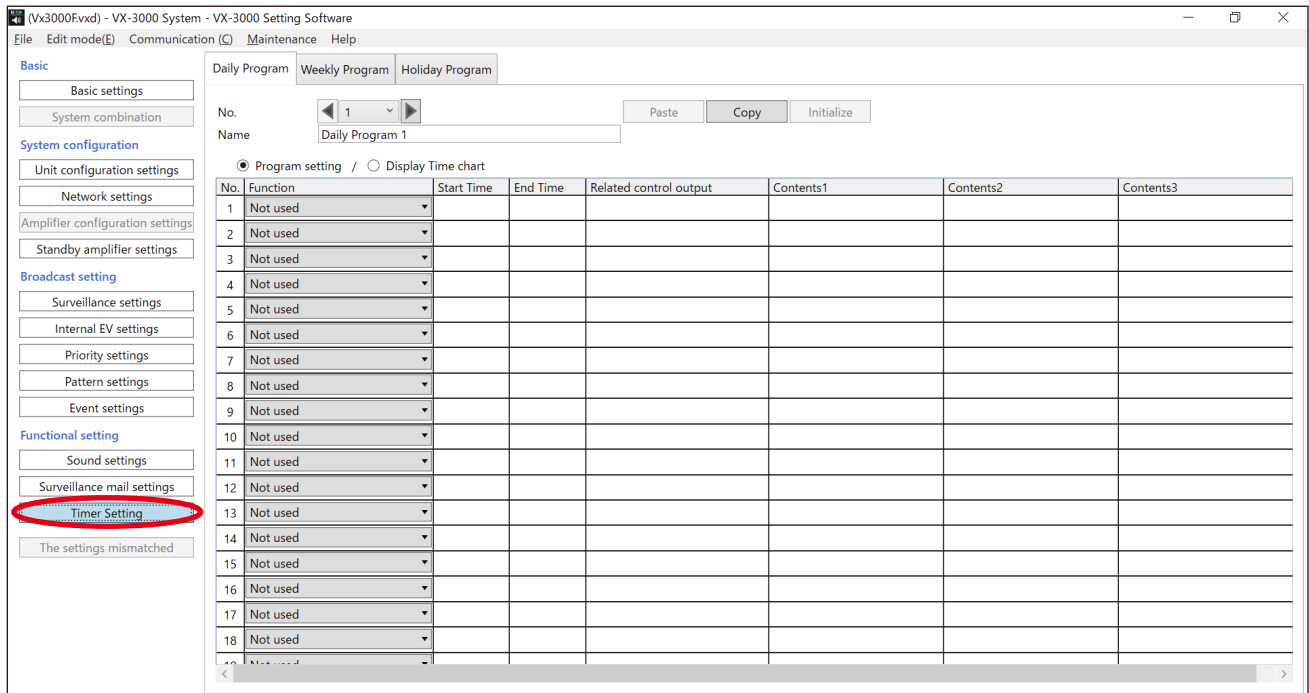 (Vx3000F.vxd) - VX-3000 System - VX-3000 Setting Software
File Edit mode(E) Communication (C) Maintenance Help
Basic
Basic settings
System combination
System configuration
Unit configuration settings
Network settings
Amplifier configuration settings
Standby amplifier settings
Broadcast setting
Surveillance settings
Internal EV settings
Priority settings
Pattern settings
Event settings
Functional setting
Sound settings
Surveillance mail settings
Timer Setting
The settings mismatched
Daily Program Weekly Program Holiday Program
No. 1 Paste Copy Initialize
Name Daily Program 1
Program setting / Display Time chart
No. Function Start Time End Time Related control output Contents1 Contents2 Contents3
1 Not used
2 Not used
3 Not used
4 Not used
5 Not used
6 Not used
7 Not used
8 Not used
9 Not used
10 Not used
11 Not used
12 Not used
13 Not used
14 Not used
15 Not used
16 Not used
17 Not used
18 Not used